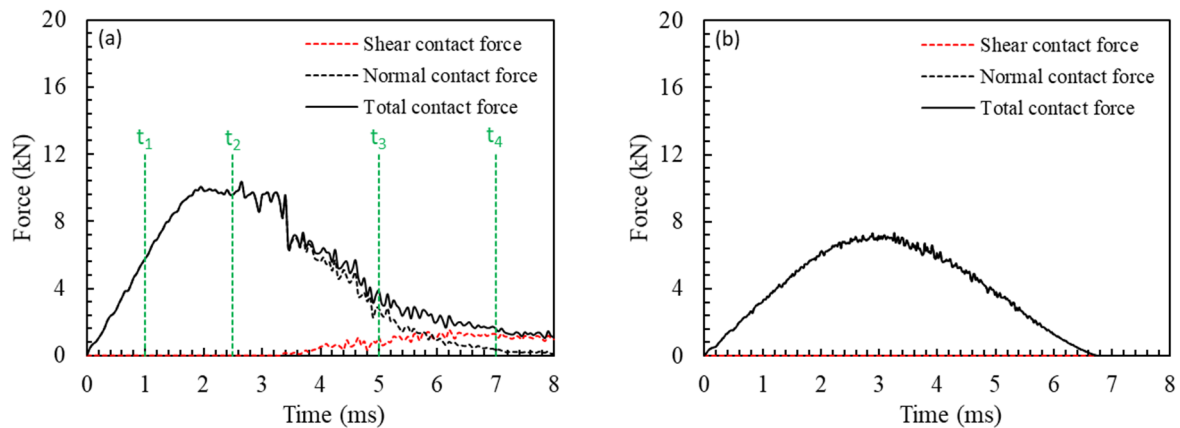 (a)
Shear contact force
Normal contact force
Total contact force
t1 t2 t3 t4
20
16
12
8
4
0
Force (kN)
0 1 2 3 4 5 6 7 8
Time (ms)
(b)
Shear contact force
Normal contact force
Total contact force
20
16
12
8
4
0
Force (kN)
0 1 2 3 4 5 6 7 8
Time (ms)